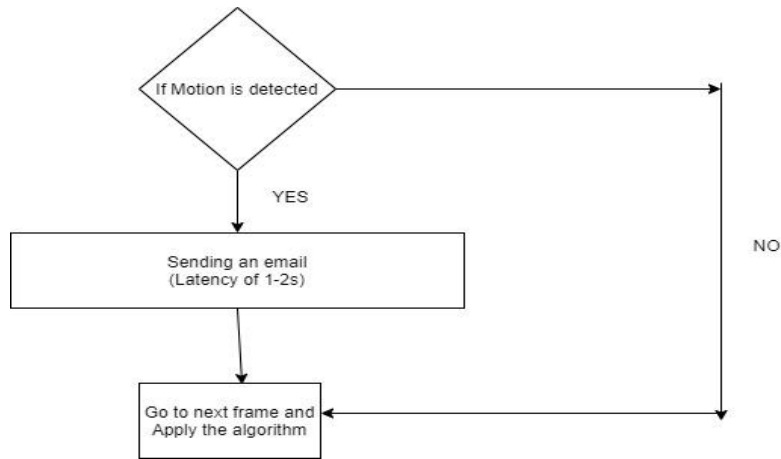 If Motion is detected
YES
Sending an email
(Latency of 1-2s)
NO
Go to next frame and
Apply the algorithm